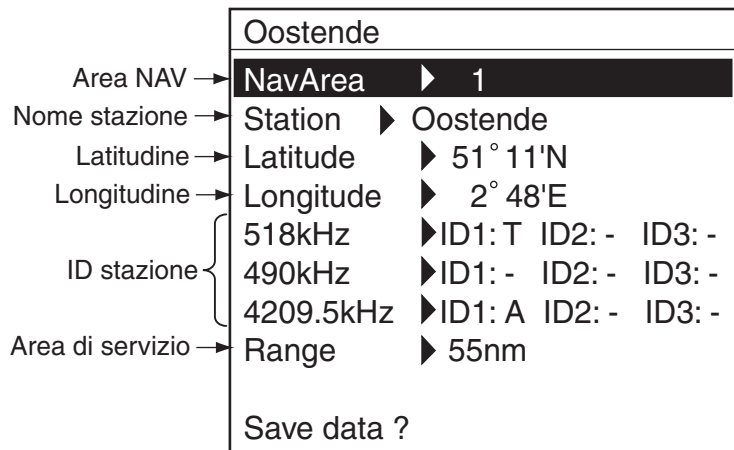 Oostende
Area NAV NavArea ▶ 1
Nome stazione Station ▶ Oostende
Latitudine Latitude ▶ 51° 11'N
Longitudine Longitude ▶ 2° 48'E
518kHz ▶ ID1: T ID2: - ID3: -
ID stazione 490kHz ▶ ID1: - ID2: - ID3: -
4209.5kHz ▶ ID1: A ID2: - ID3: -
Area di servizio Range ▶ 55nm
Save data ?